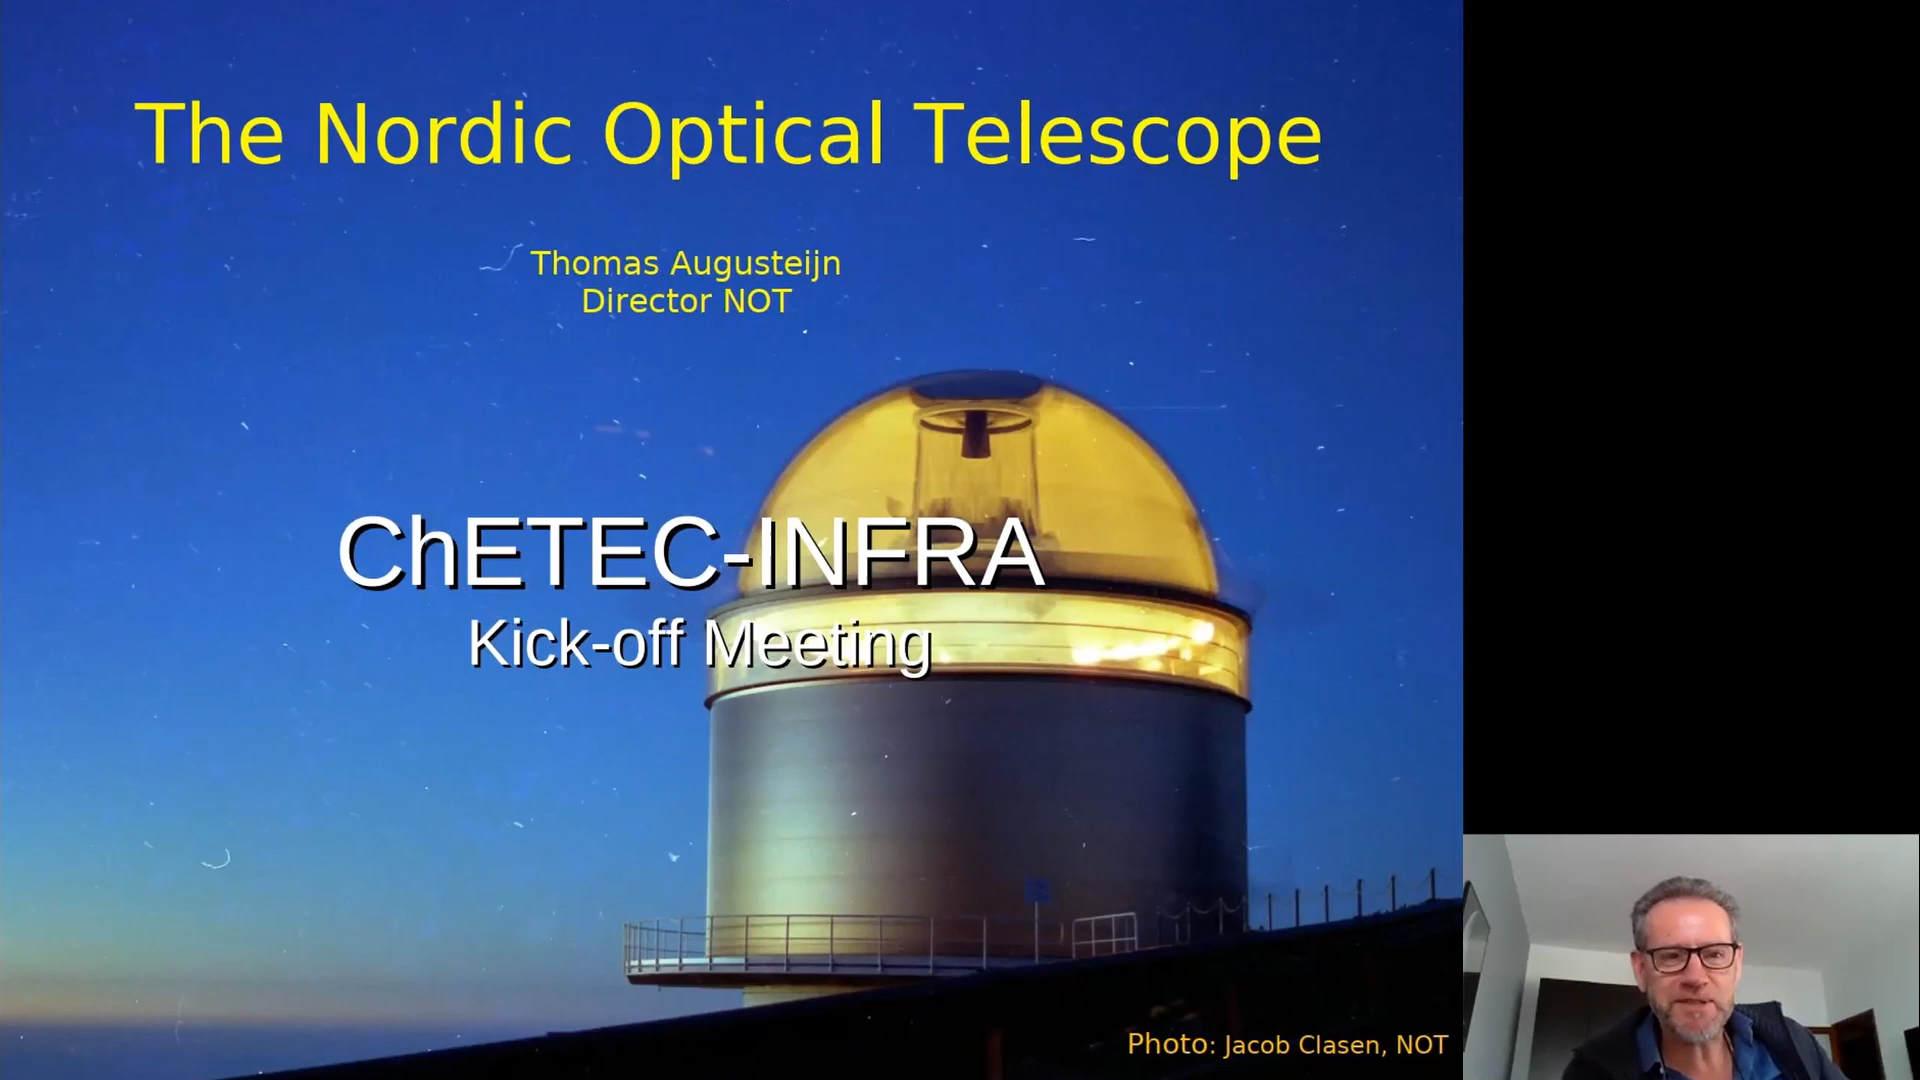 The Nordic Optical Telescope
Thomas Augusteijn
Director NOT
ChETEC-INFRA
Kick-off Meeting
Photo: Jacob Clasen, NOT